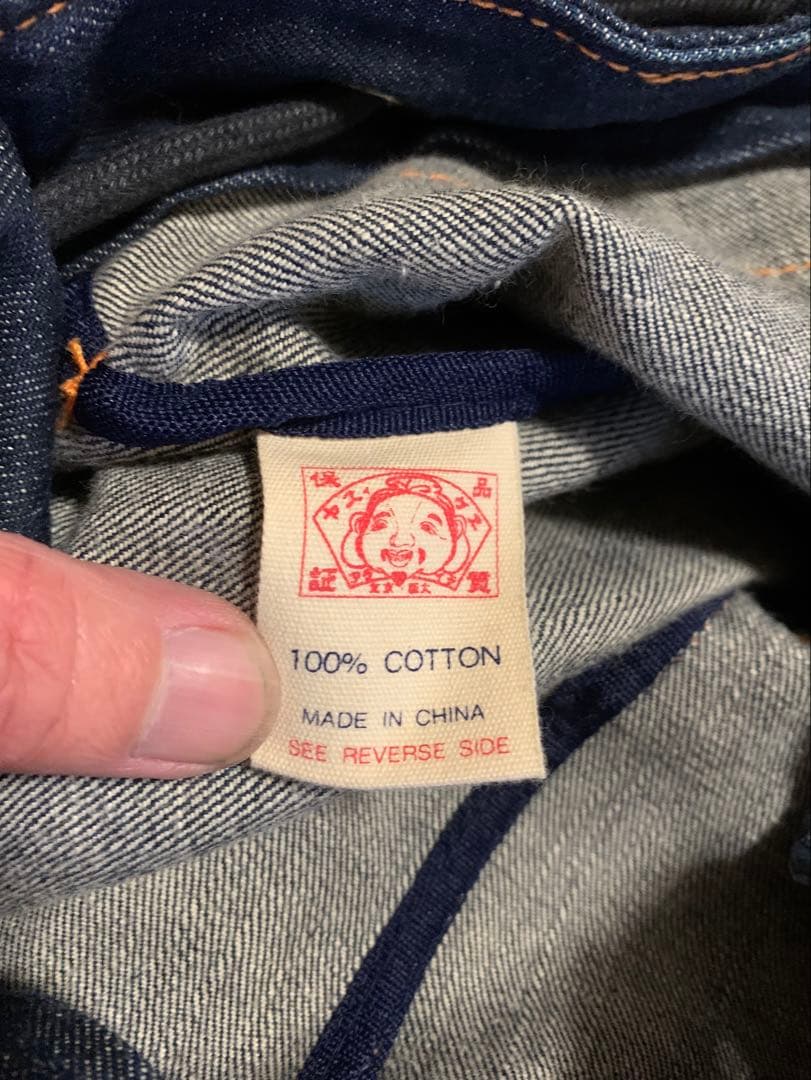 保 品
証 質
100% COTTON
MADE IN CHINA
SEE REVERSE SIDE